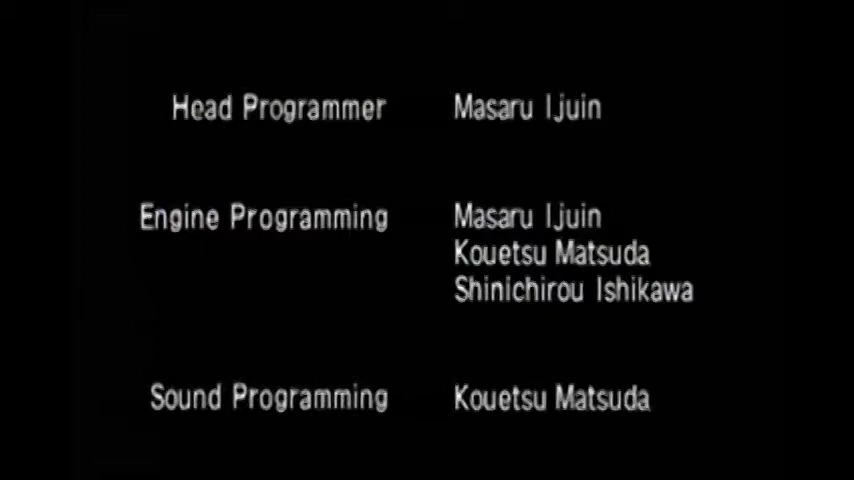 Head Programmer Masaru Ijuin
Engine Programming Masaru Ijuin
Kouetsu Matsuda
Shinichirou Ishikawa
Sound Programming Kouetsu Matsuda